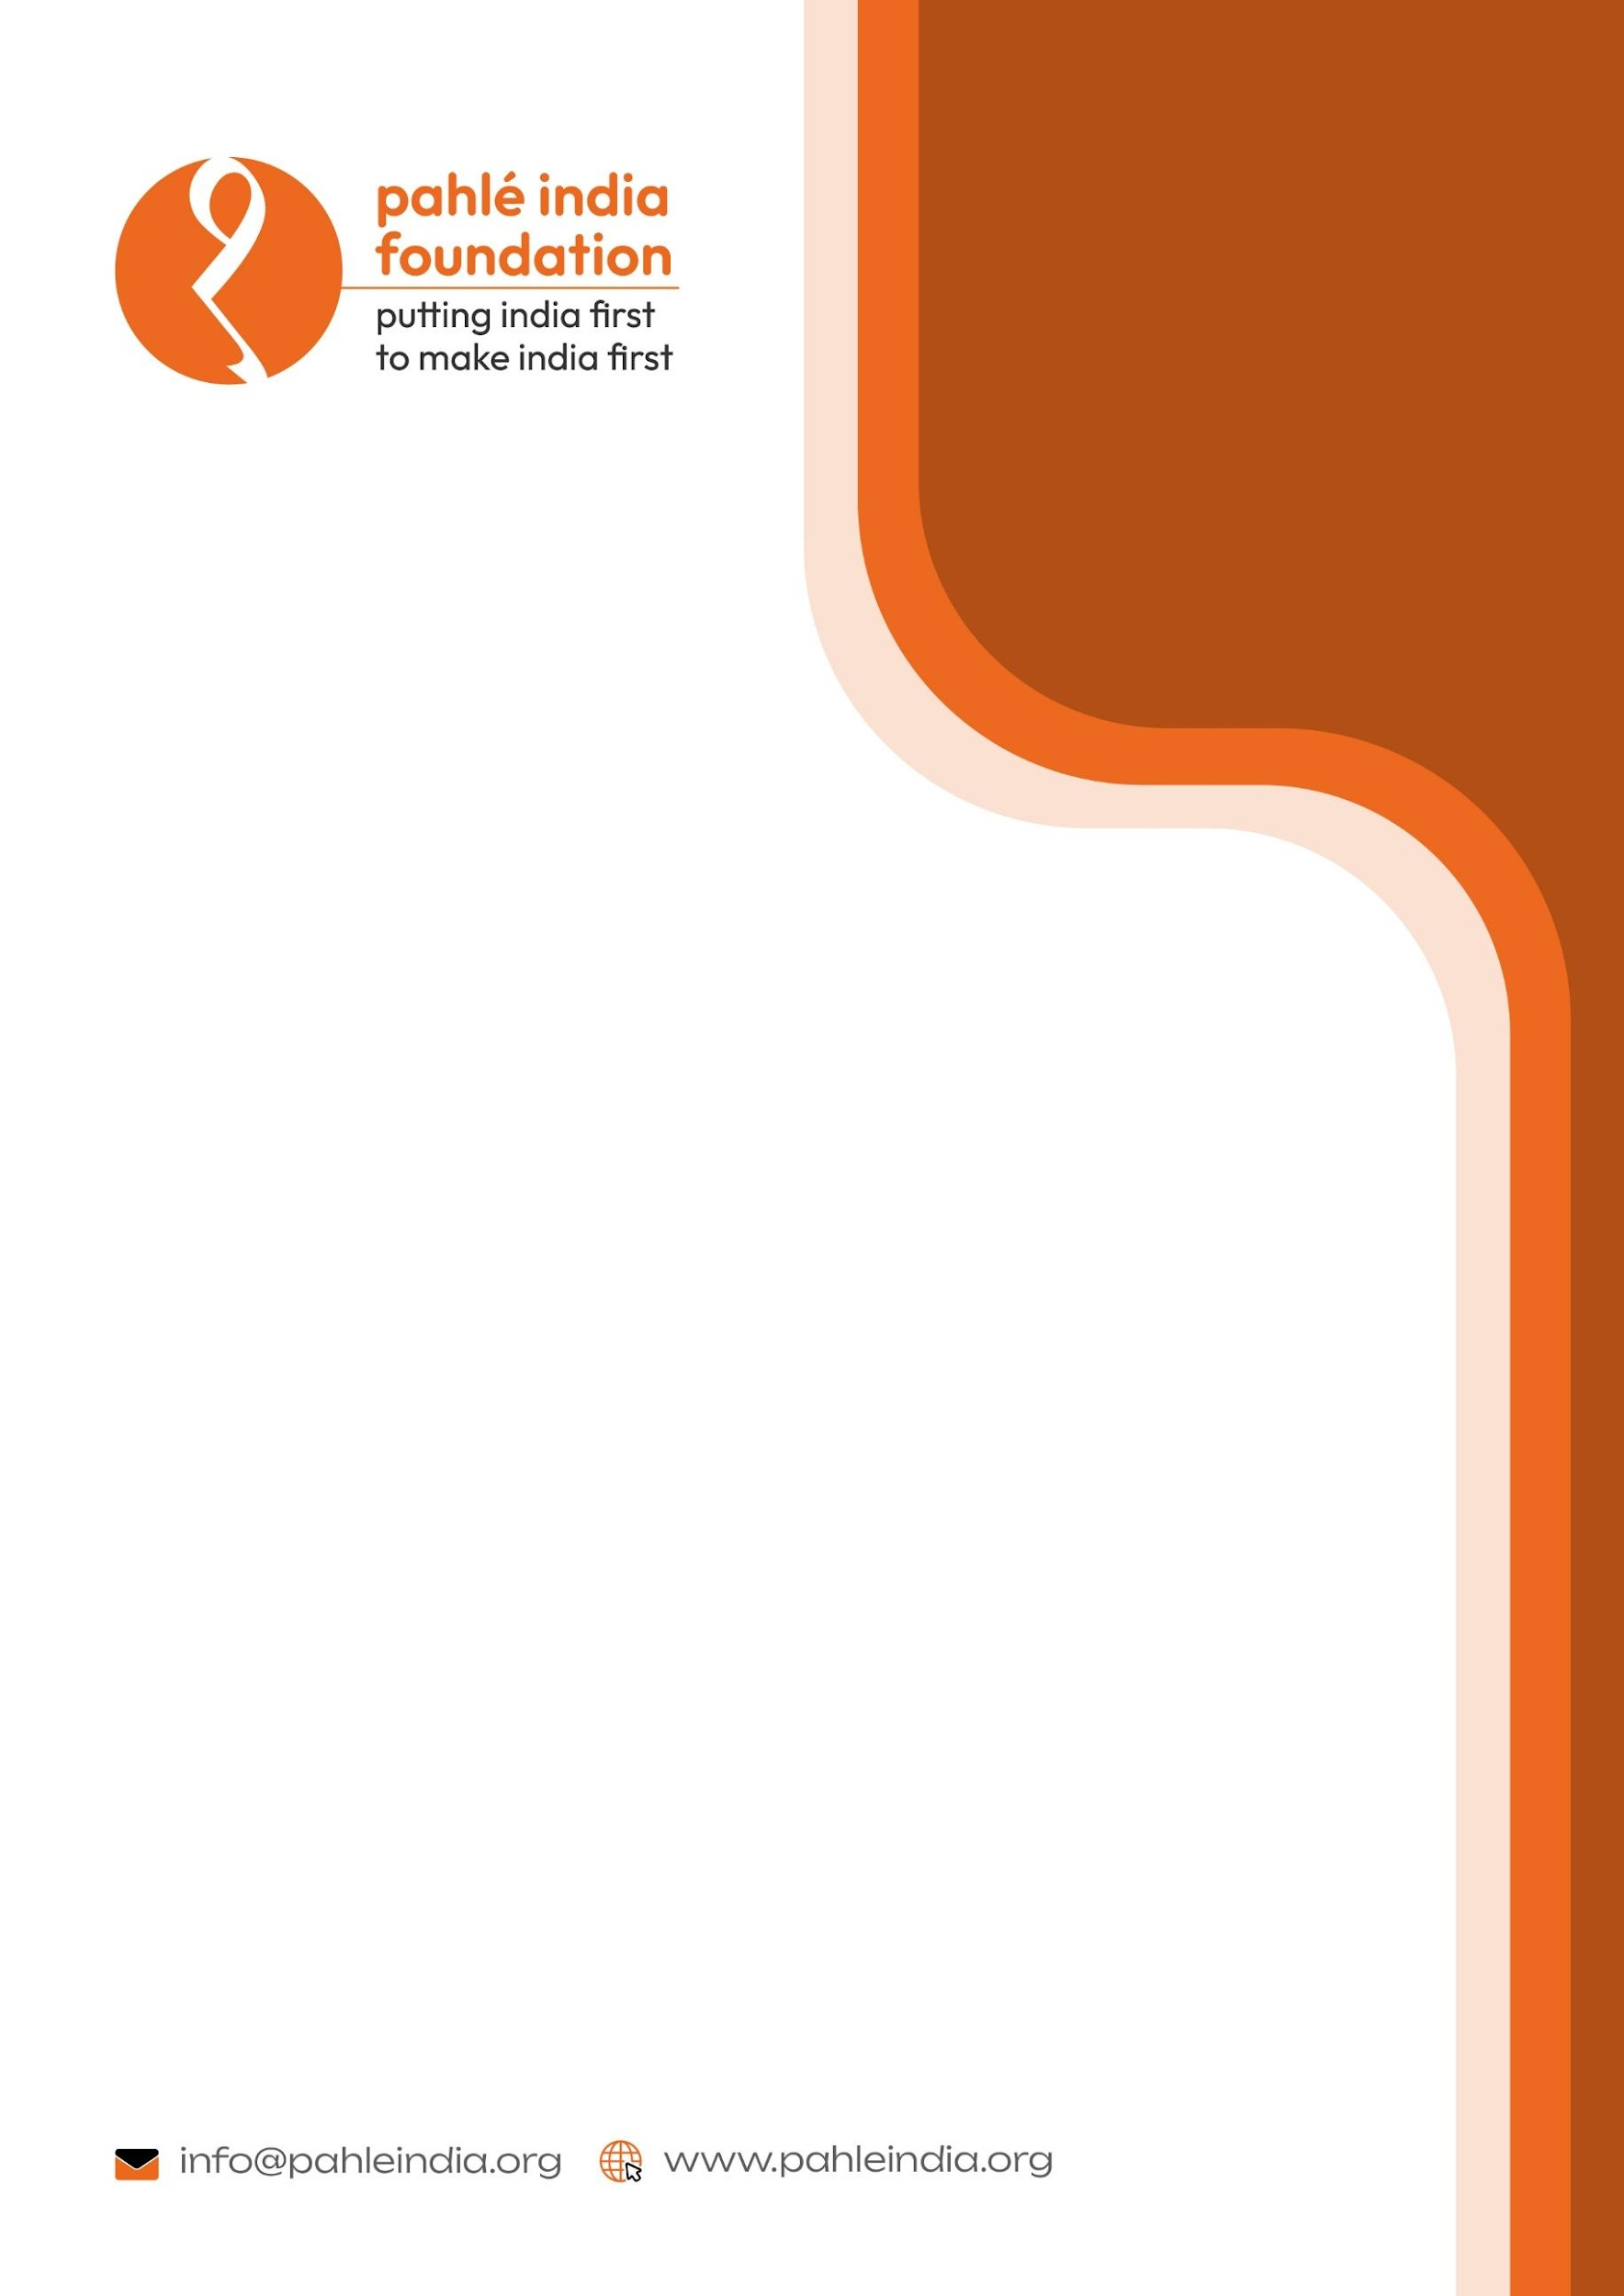 pahlé india
foundation
putting india first
to make india first
info@pahleindia.org
www.pahleindia.org